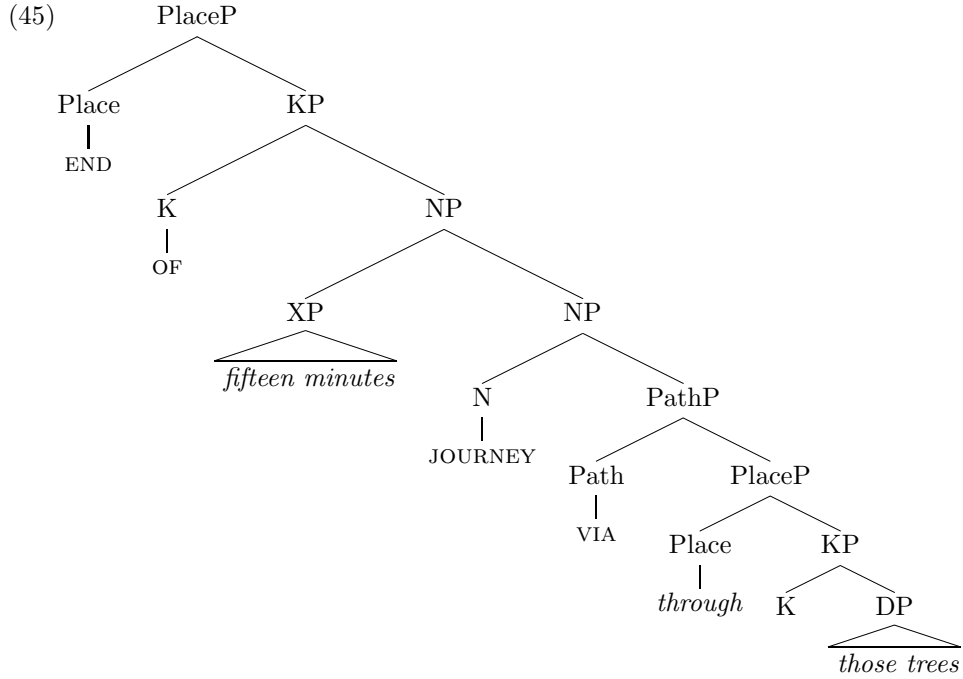 (45) PlaceP
Place KP
END
K NP
OF
XP NP
fifteen minutes
N PathP
JOURNEY
Path PlaceP
VIA
Place KP
through
K DP
those trees